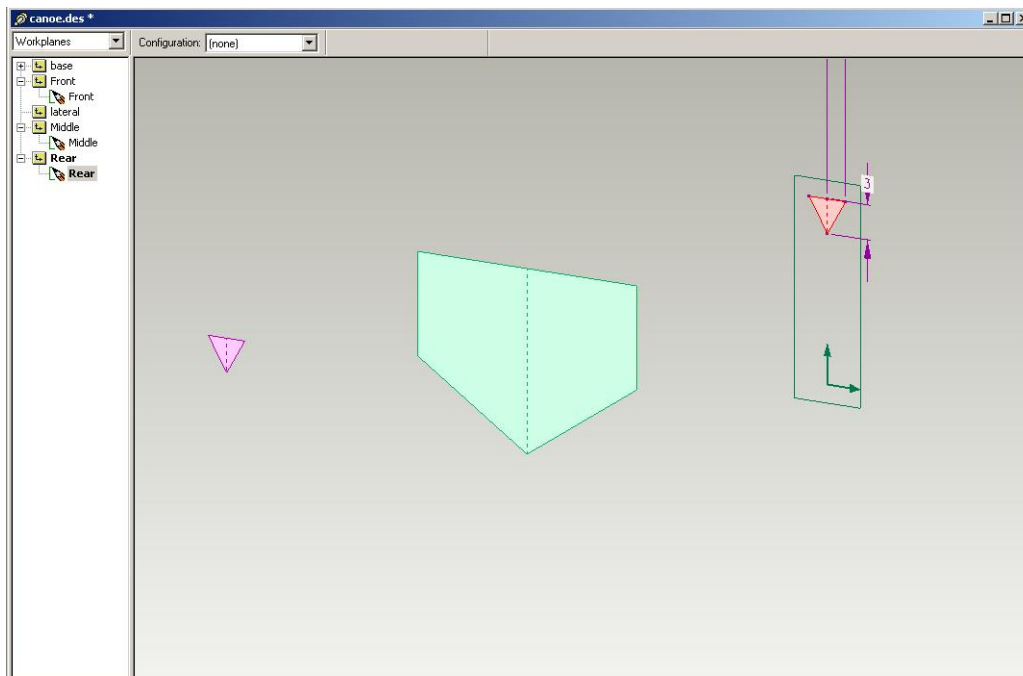 canoe.des *
Workplanes
Configuration: (none)
base
Front
Front
lateral
Middle
Middle
Rear
Rear
3